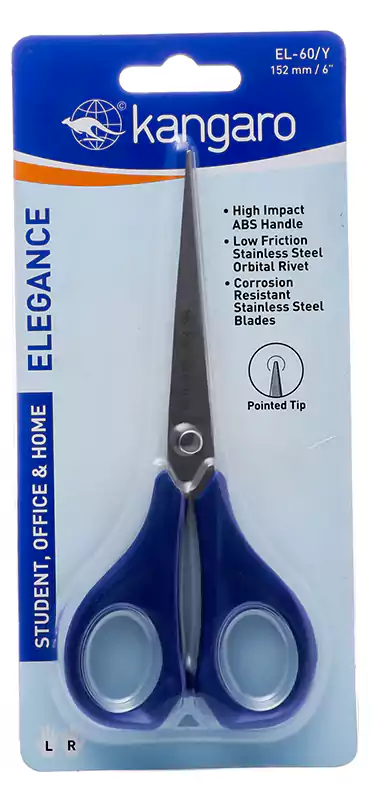 EL-60/Y
152 mm / 6"
©
kangaro
• High Impact
ABS Handle
• Low Friction
Stainless Steel
Orbital Rivet
• Corrosion
Resistant
Stainless Steel
Blades
Pointed Tip
ELEGANCE
STUDENT, OFFICE & HOME
L R